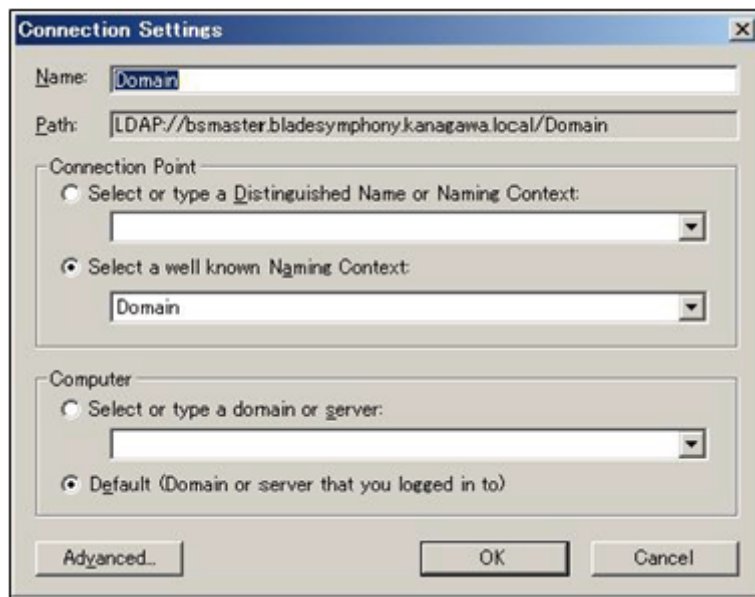 Connection Settings
Name: Domain
Path: LDAP://bsmaster.bladesymphony.kanagawa.local/Domain
Connection Point
Select or type a Distinguished Name or Naming Context:
Select a well known Naming Context:
Domain
Computer
Select or type a domain or server:
Default (Domain or server that you logged in to)
Advanced... OK Cancel